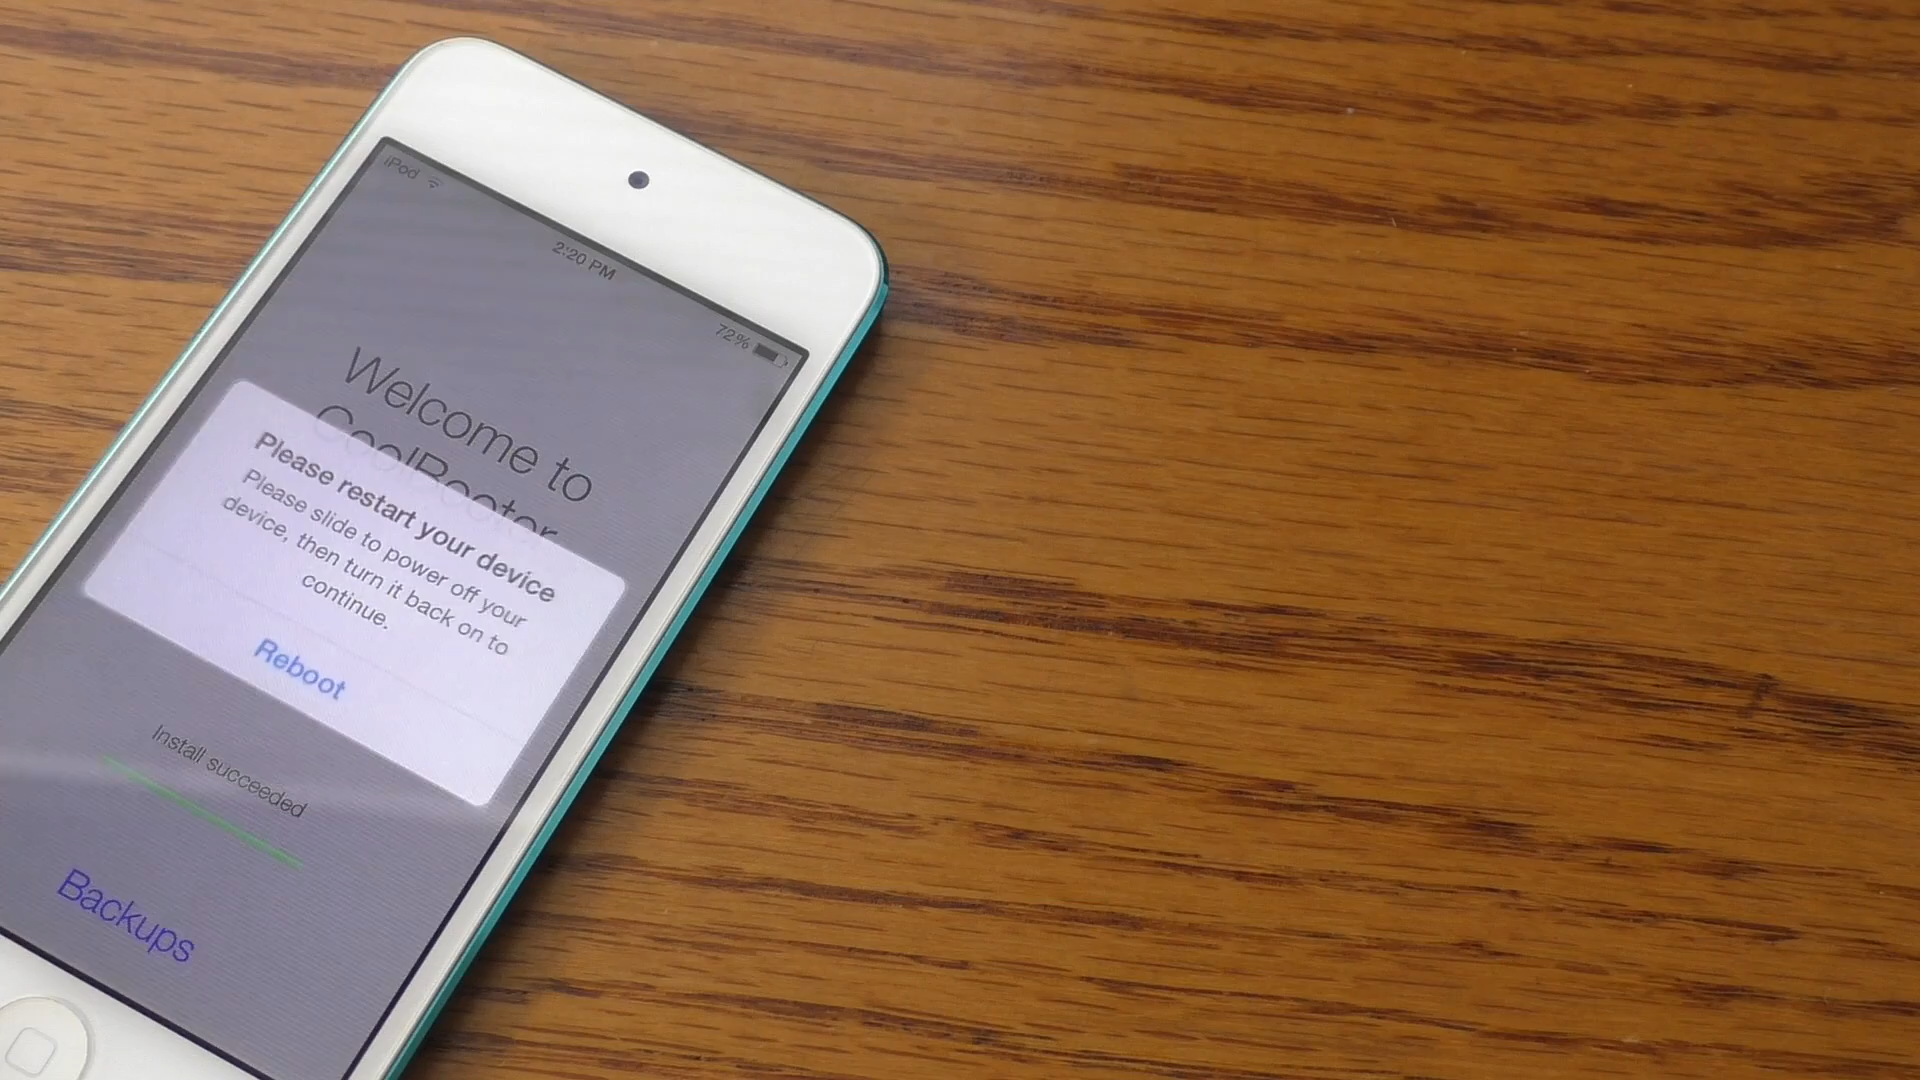 iPod
2:20 PM
72%
Welcome to
CoolRooter
Please restart your device
Please slide to power off your
device, then turn it back on to
continue.
Reboot
Install succeeded
Backups